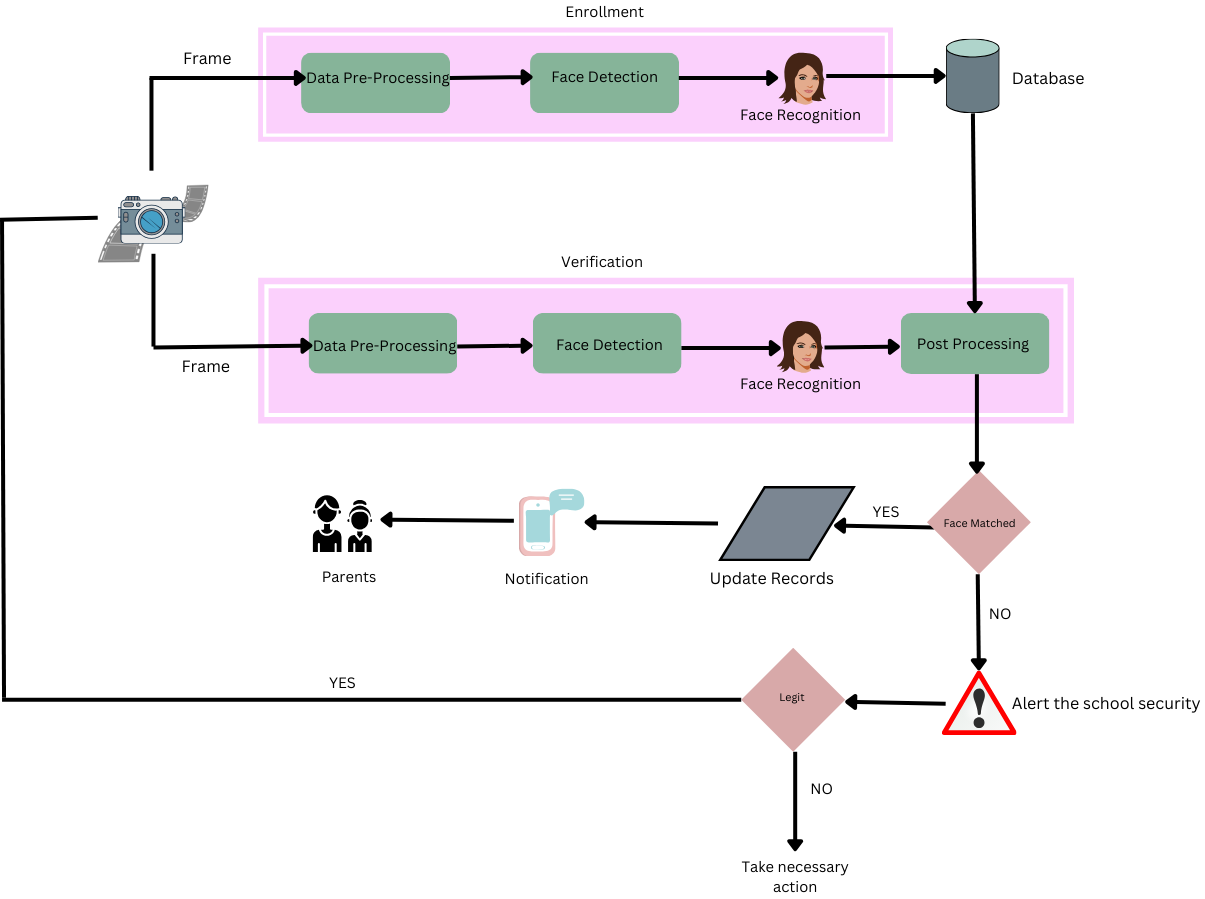 Enrollment
Frame
Data Pre-Processing
Face Detection
Face Recognition
Database
Verification
Frame
Data Pre-Processing
Face Detection
Face Recognition
Post Processing
Face Matched
YES
Update Records
Notification
Parents
NO
Alert the school security
Legit
YES
NO
Take necessary
action